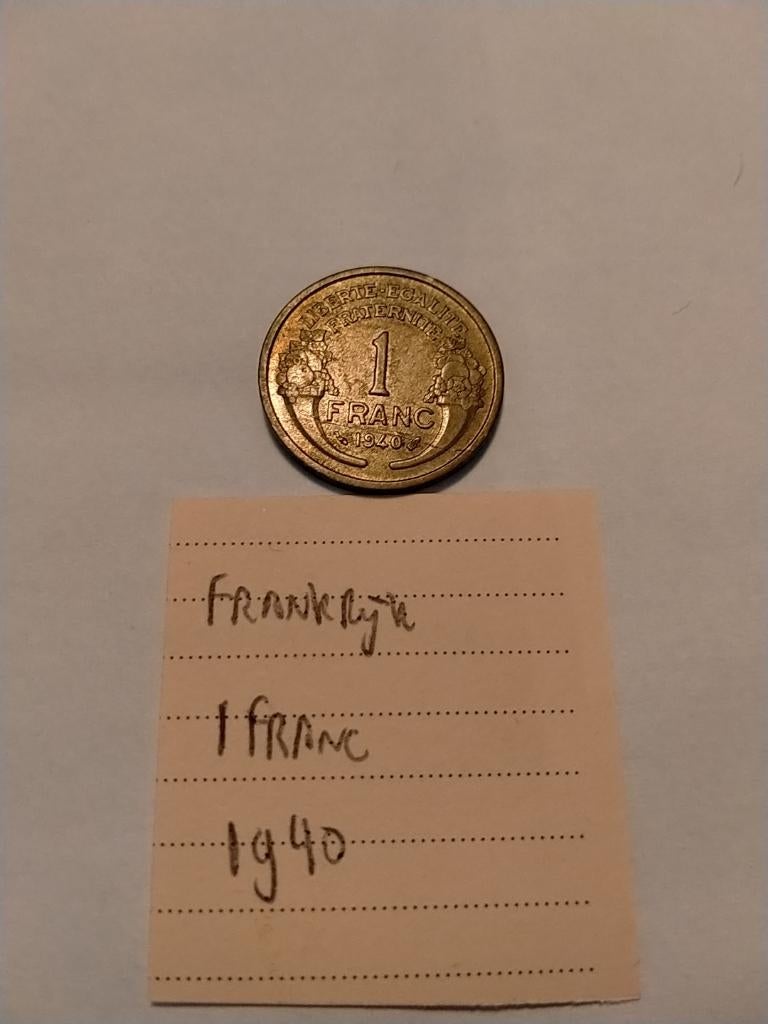 LIBERTE·EGALITE
FRATERNITE
1
FRANC
1940
FRANKRijk
1 fRANC
1940